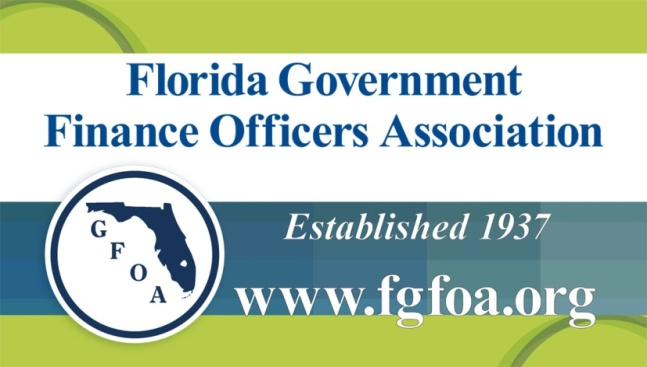 Florida Government
Finance Officers Association
G
F
O
A
Established 1937
www.fgfoa.org